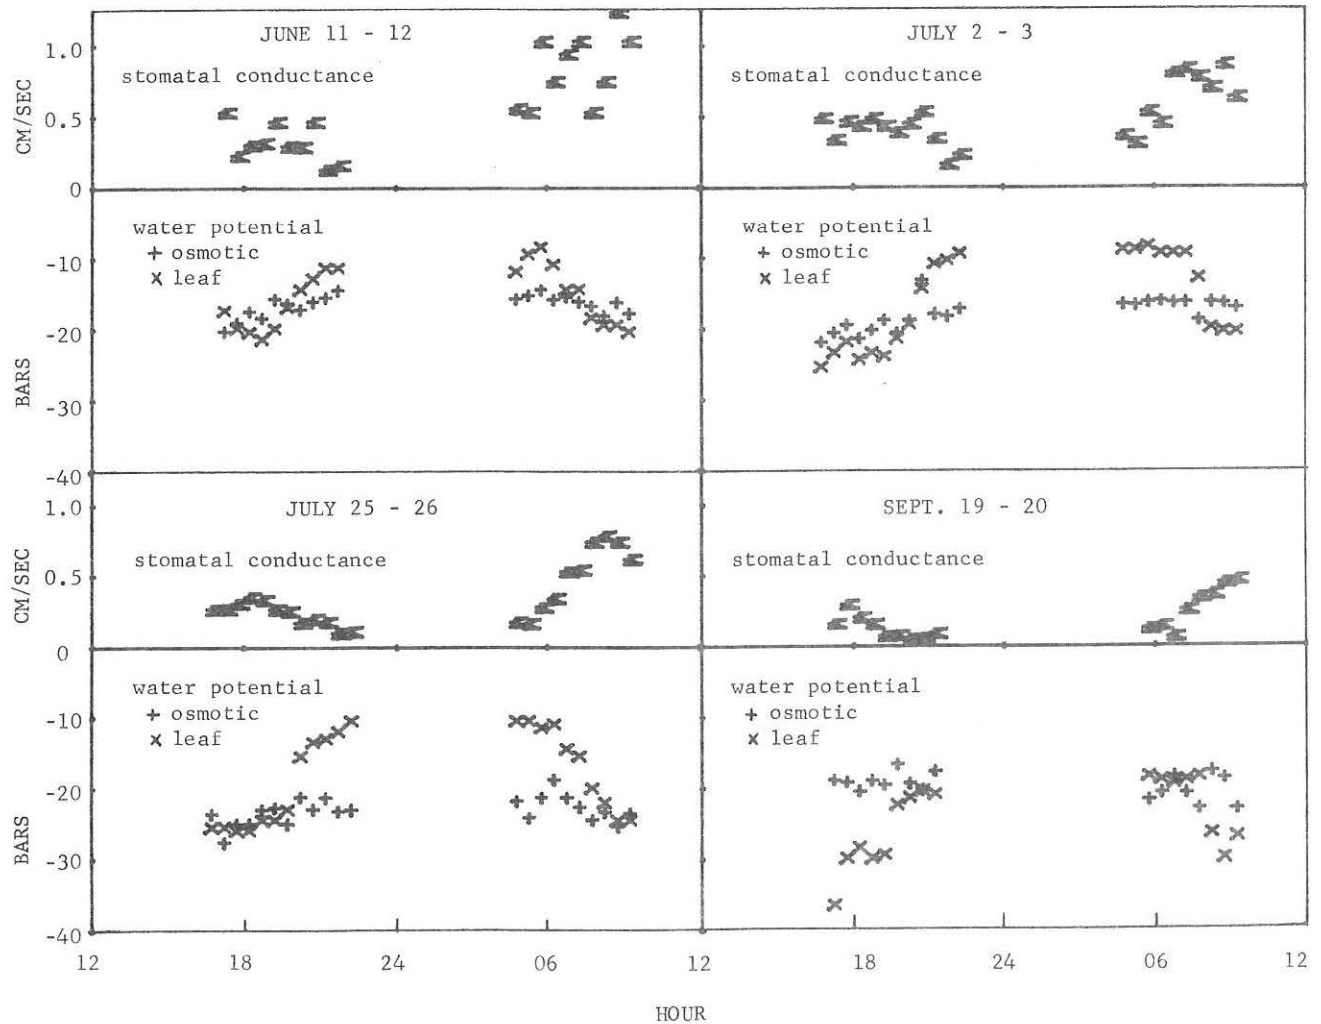 JUNE 11 - 12
JULY 2 - 3
1.0
stomatal conductance
stomatal conductance
CM/SEC
0.5
0
water potential
+ osmotic
× leaf
water potential
+ osmotic
× leaf
-10
-20
BARS
-30
-40
JULY 25 - 26
SEPT. 19 - 20
1.0
stomatal conductance
stomatal conductance
CM/SEC
0.5
0
water potential
+ osmotic
× leaf
water potential
+ osmotic
× leaf
-10
-20
BARS
-30
-40
12 18 24 06 12 18 24 06 12
HOUR